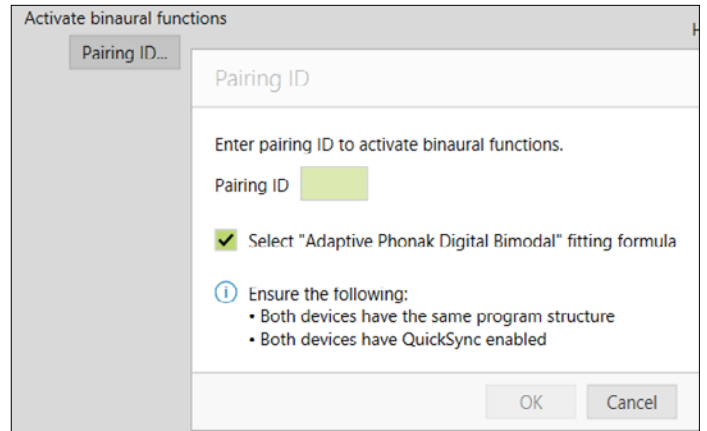 Activate binaural functions
Pairing ID...
Pairing ID
Enter pairing ID to activate binaural functions.
Pairing ID
Select "Adaptive Phonak Digital Bimodal" fitting formula
Ensure the following:
• Both devices have the same program structure
• Both devices have QuickSync enabled
OK Cancel